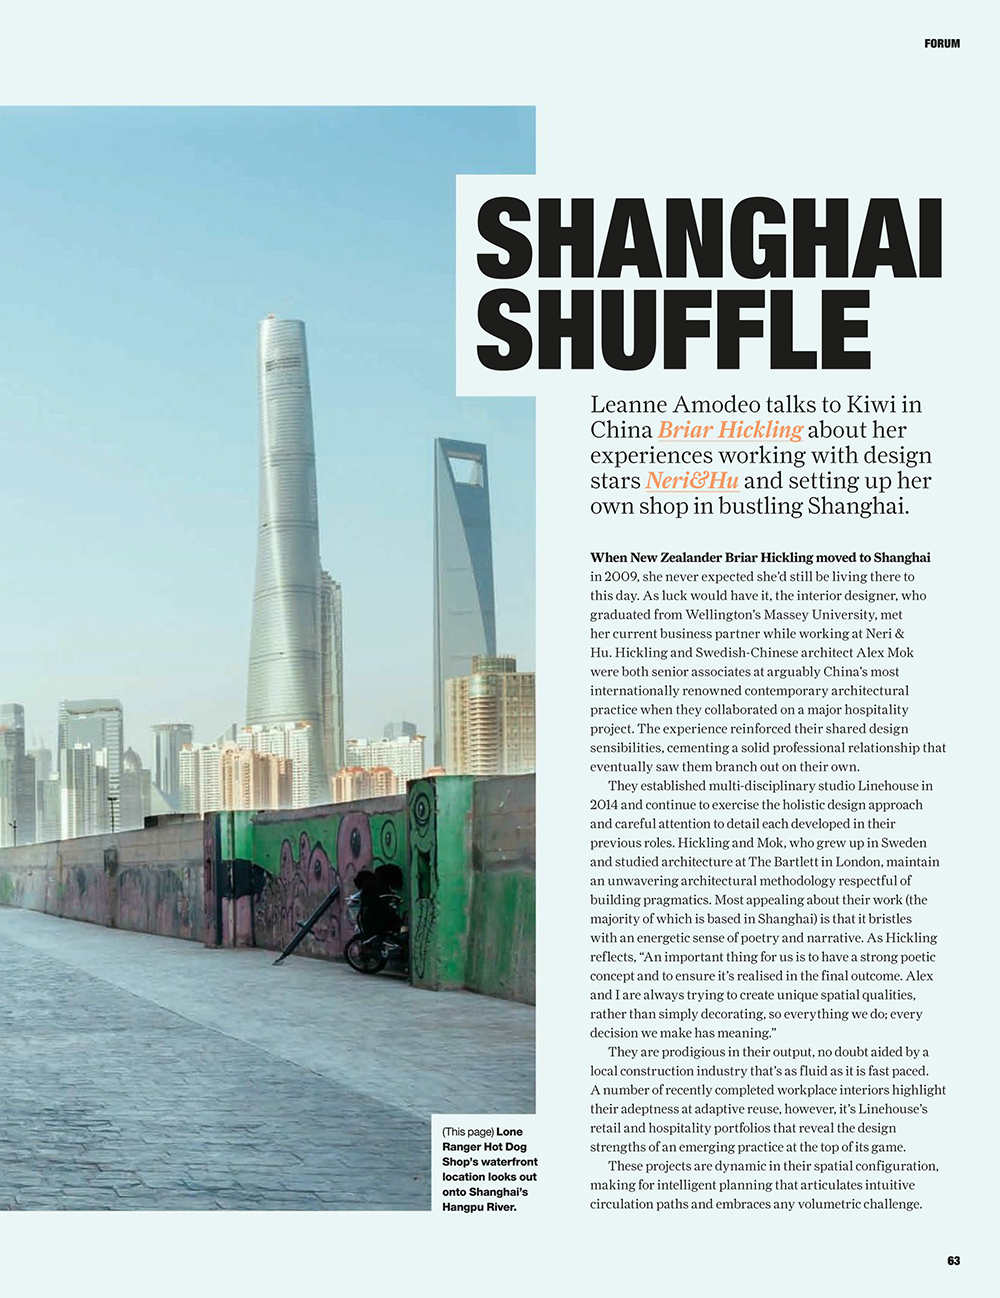 FORUM
SHANGHAI
SHUFFLE
Leanne Amodeo talks to Kiwi in
China Briar Hickling about her
experiences working with design
stars Neri&Hu and setting up her
own shop in bustling Shanghai.
When New Zealander Briar Hickling moved to Shanghai
in 2009, she never expected she’d still be living there to
this day. As luck would have it, the interior designer, who
graduated from Wellington’s Massey University, met
her current business partner while working at Neri &
Hu. Hickling and Swedish-Chinese architect Alex Mok
were both senior associates at arguably China’s most
internationally renowned contemporary architectural
practice when they collaborated on a major hospitality
project. The experience reinforced their shared design
sensibilities, cementing a solid professional relationship that
eventually saw them branch out on their own.
They established multi-disciplinary studio Linehouse in
2014 and continue to exercise the holistic design approach
and careful attention to detail each developed in their
previous roles. Hickling and Mok, who grew up in Sweden
and studied architecture at The Bartlett in London, maintain
an unwavering architectural methodology respectful of
building pragmatics. Most appealing about their work (the
majority of which is based in Shanghai) is that it bristles
with an energetic sense of poetry and narrative. As Hickling
reflects, “An important thing for us is to have a strong poetic
concept and to ensure it’s realised in the final outcome. Alex
and I are always trying to create unique spatial qualities,
rather than simply decorating, so everything we do; every
decision we make has meaning.”
They are prodigious in their output, no doubt aided by a
local construction industry that’s as fluid as it is fast paced.
A number of recently completed workplace interiors highlight
their adeptness at adaptive reuse, however, it’s Linehouse’s
retail and hospitality portfolios that reveal the design
strengths of an emerging practice at the top of its game.
These projects are dynamic in their spatial configuration,
making for intelligent planning that articulates intuitive
circulation paths and embraces any volumetric challenge.
(This page) Lone
Ranger Hot Dog
Shop’s waterfront
location looks out
onto Shanghai’s
Hangpu River.
63